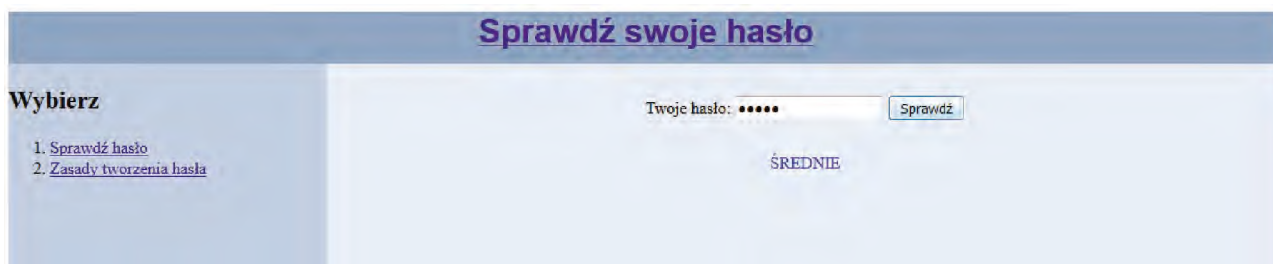 Sprawdź swoje hasło
Wybierz
1. Sprawdź hasło
2. Zasady tworzenia hasła
Twoje hasło: ••••• Sprawdź
ŚREDNIE